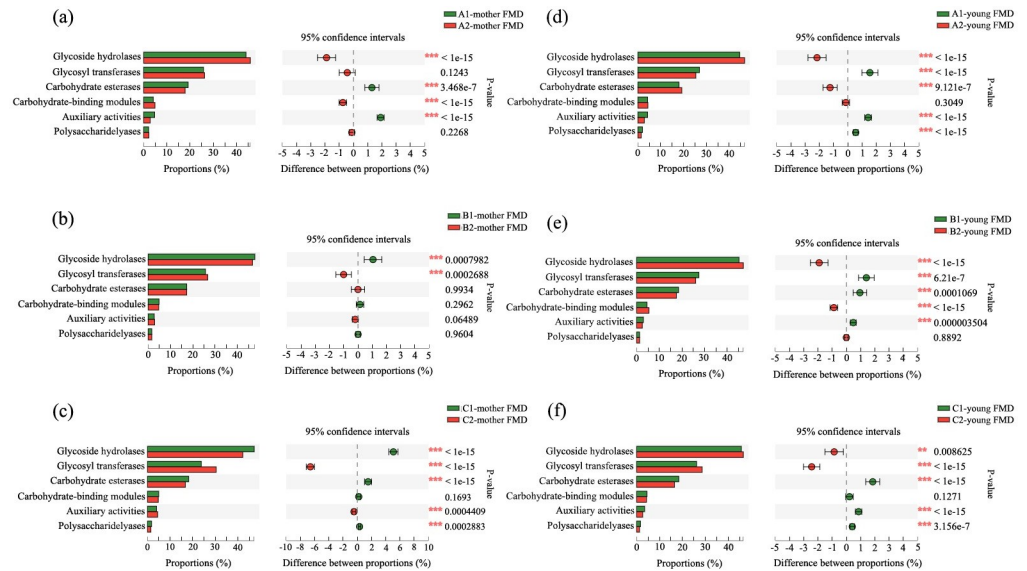 (a)
A1-mother FMD
A2-mother FMD
95% confidence intervals
Glycoside hydrolases *** < 1e-15
Glycosyl transferases 0.1243
Carbohydrate esterases *** 3.468e-7
Carbohydrate-binding modules *** < 1e-15
Auxiliary activities *** < 1e-15
Polysaccharidelyases 0.2268
P-value
0 10 20 30 40 -5 -4 -3 -2 -1 0 1 2 3 4 5
Proportions (%) Difference between proportions (%)
(d)
A1-young FMD
A2-young FMD
95% confidence intervals
Glycoside hydrolases *** < 1e-15
Glycosyl transferases *** < 1e-15
Carbohydrate esterases *** 9.121e-7
Carbohydrate-binding modules 0.3049
Auxiliary activities *** < 1e-15
Polysaccharidelyases *** < 1e-15
P-value
0 10 20 30 40 -5 -4 -3 -2 -1 0 1 2 3 4 5
Proportions (%) Difference between proportions (%)
(b)
B1-mother FMD
B2-mother FMD
95% confidence intervals
Glycoside hydrolases *** 0.0007982
Glycosyl transferases *** 0.0002688
Carbohydrate esterases 0.9934
Carbohydrate-binding modules 0.2962
Auxiliary activities 0.06489
Polysaccharidelyases 0.9604
P-value
0 10 20 30 40 -5 -4 -3 -2 -1 0 1 2 3 4 5
Proportions (%) Difference between proportions (%)
(e)
B1-young FMD
B2-young FMD
95% confidence intervals
Glycoside hydrolases *** < 1e-15
Glycosyl transferases *** 6.21e-7
Carbohydrate esterases *** 0.0001069
Carbohydrate-binding modules *** < 1e-15
Auxiliary activities *** 0.000003504
Polysaccharidelyases 0.8892
P-value
0 10 20 30 40 -5 -4 -3 -2 -1 0 1 2 3 4 5
Proportions (%) Difference between proportions (%)
(c)
C1-mother FMD
C2-mother FMD
95% confidence intervals
Glycoside hydrolases *** < 1e-15
Glycosyl transferases *** < 1e-15
Carbohydrate esterases *** < 1e-15
Carbohydrate-binding modules 0.1693
Auxiliary activities *** 0.0004409
Polysaccharidelyases *** 0.0002883
P-value
0 10 20 30 40 -10 -8 -6 -4 -2 0 2 4 6 8 10
Proportions (%) Difference between proportions (%)
(f)
C1-young FMD
C2-young FMD
95% confidence intervals
Glycoside hydrolases ** 0.008625
Glycosyl transferases *** < 1e-15
Carbohydrate esterases *** < 1e-15
Carbohydrate-binding modules 0.1271
Auxiliary activities *** < 1e-15
Polysaccharidelyases *** 3.156e-7
P-value
0 10 20 30 40 -5 -4 -3 -2 -1 0 1 2 3 4 5
Proportions (%) Difference between proportions (%)